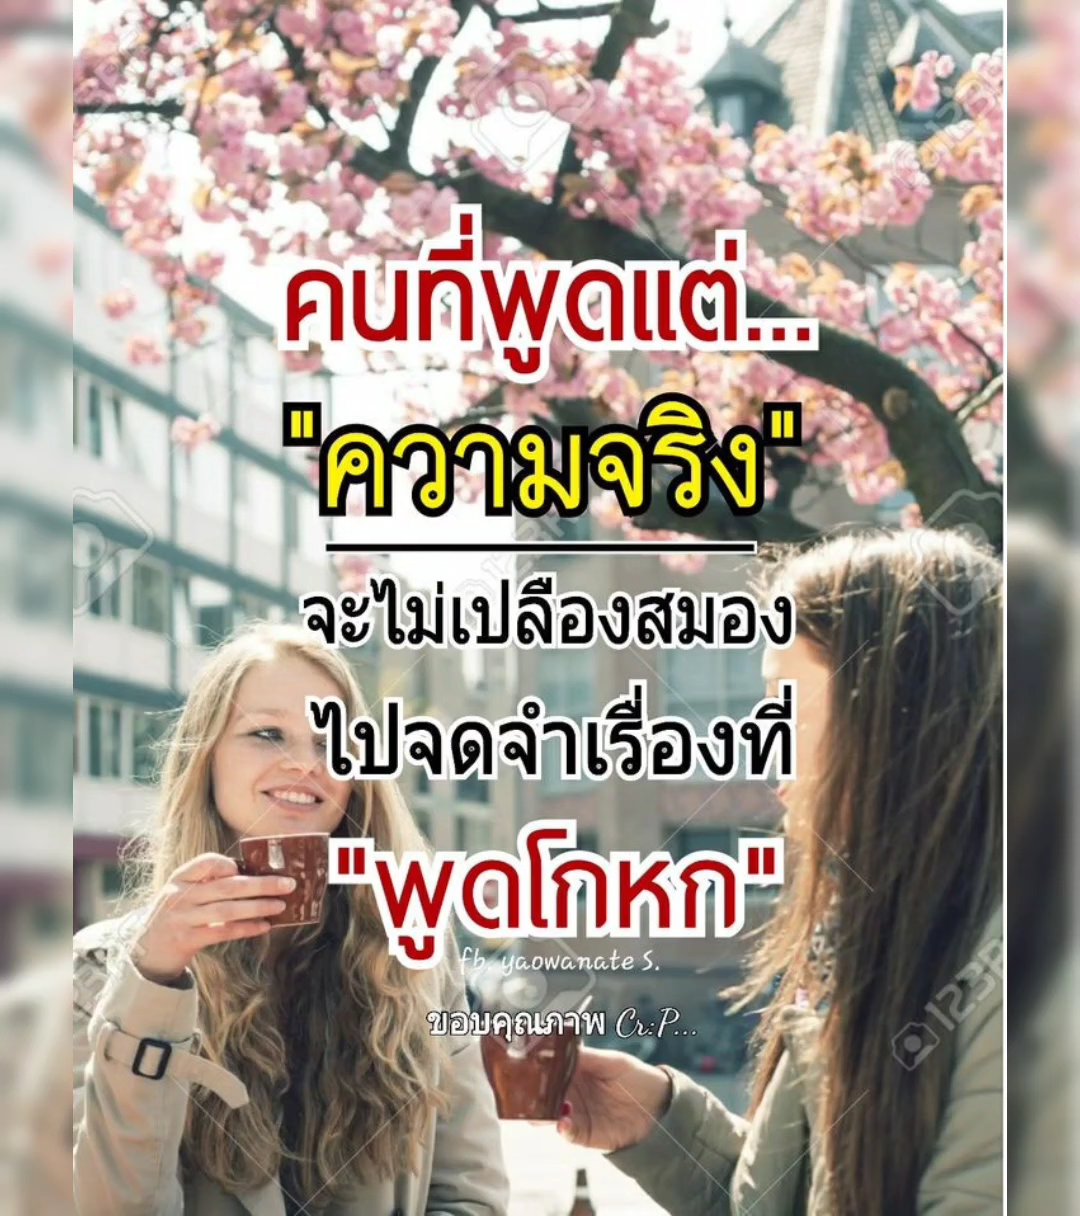 คนที่พูดแต่...
"ความจริง"
จะไม่เปลืองสมอง
ไปจดจำเรื่องที่
"พูดโกหก"
fb. yaowanate S.
ขอบคุณภาพ Cr:P...
123RF